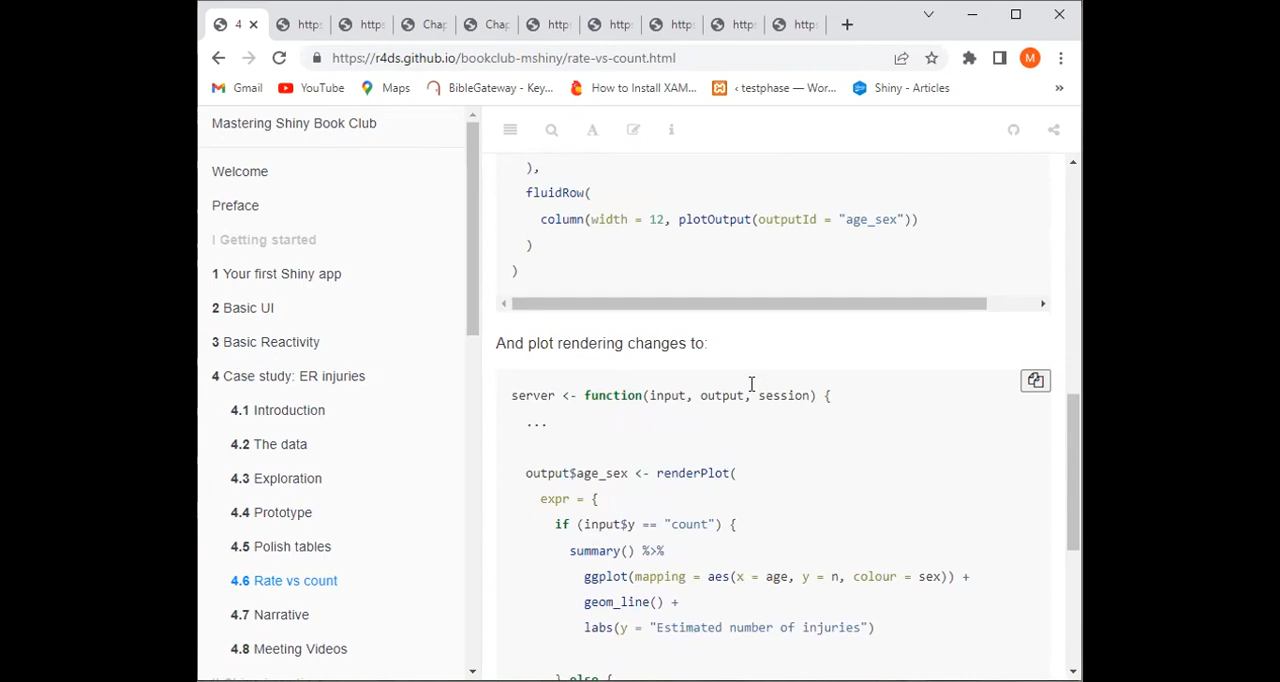 4
http:
https
Chap
Chap
http
https
https
https
https
https://r4ds.github.io/bookclub-mshiny/rate-vs-count.html
M
Gmail
YouTube
Maps
BibleGateway - Key...
How to Install XAM...
‹ testphase — Wor...
Shiny - Articles
»
Mastering Shiny Book Club
Welcome
Preface
I Getting started
1 Your first Shiny app
2 Basic UI
3 Basic Reactivity
4 Case study: ER injuries
4.1 Introduction
4.2 The data
4.3 Exploration
4.4 Prototype
4.5 Polish tables
4.6 Rate vs count
4.7 Narrative
4.8 Meeting Videos
),
fluidRow(
column(width = 12, plotOutput(outputId = "age_sex"))
)
)
And plot rendering changes to:
server <- function(input, output, session) {
...
output$age_sex <- renderPlot(
expr = {
if (input$y == "count") {
summary() %>%
ggplot(mapping = aes(x = age, y = n, colour = sex)) +
geom_line() +
labs(y = "Estimated number of injuries")
} else {